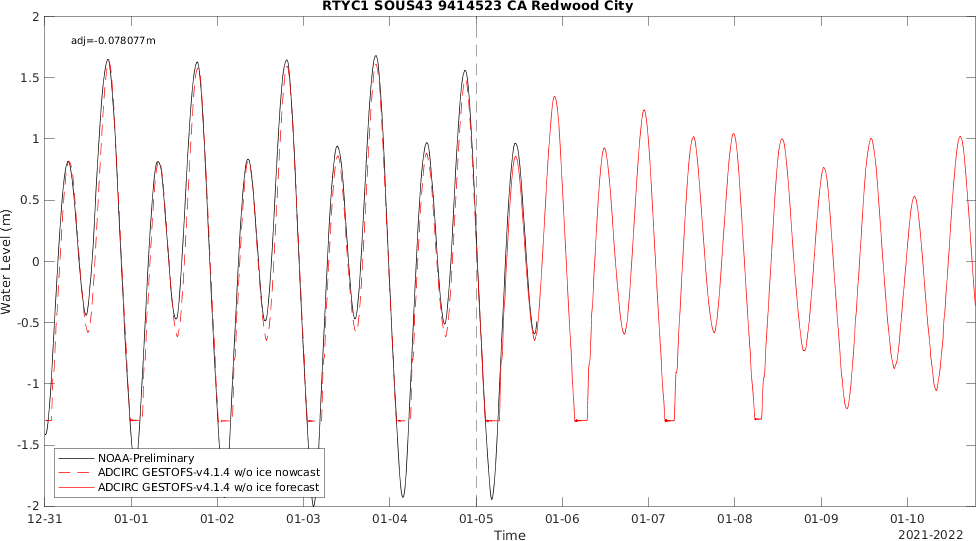 RTYC1 SOUS43 9414523 CA Redwood City
adj=-0.078077m
2
1.5
1
0.5
0
-0.5
-1
-1.5
-2
Water Level (m)
NOAA-Preliminary
ADCIRC GESTOFS-v4.1.4 w/o ice nowcast
ADCIRC GESTOFS-v4.1.4 w/o ice forecast
12-31 01-01 01-02 01-03 01-04 01-05 01-06 01-07 01-08 01-09 01-10
Time
2021-2022